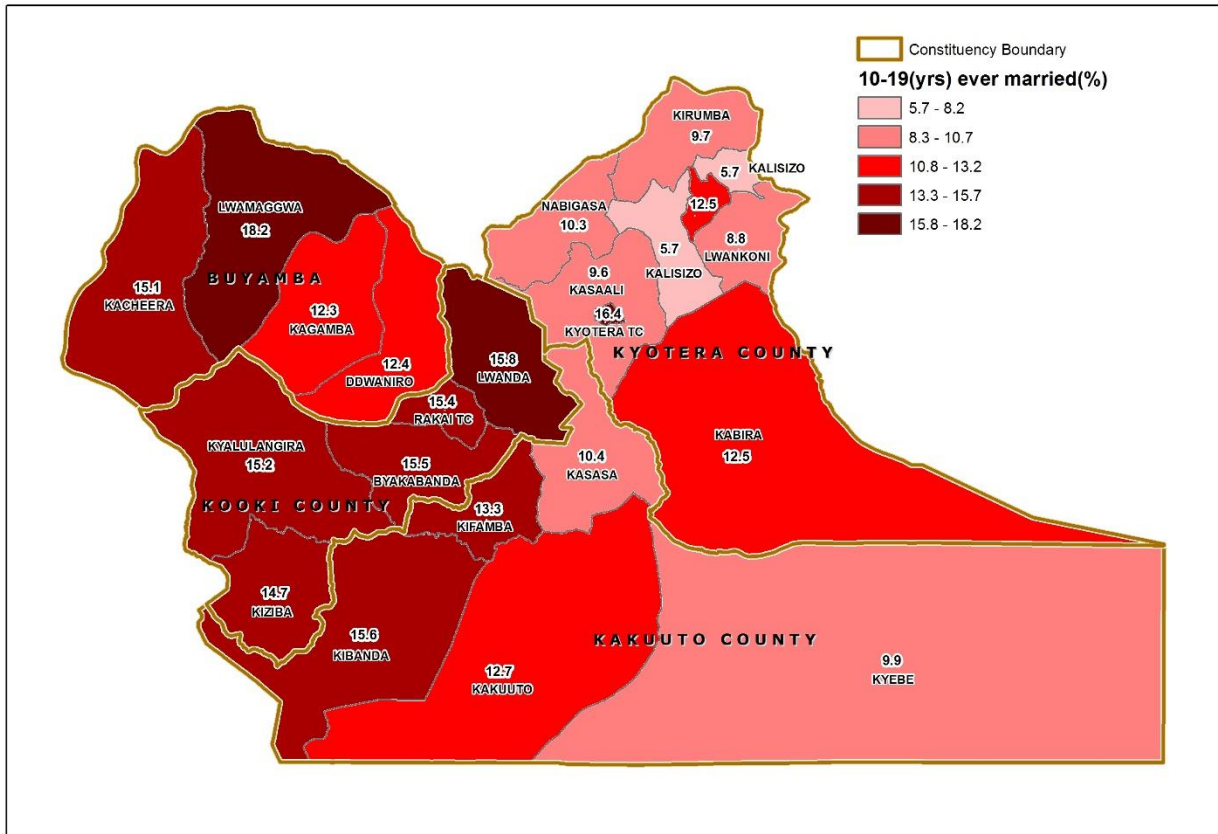 Constituency Boundary
10-19(yrs) ever married(%)
5.7 - 8.2
8.3 - 10.7
10.8 - 13.2
13.3 - 15.7
15.8 - 18.2
KIRUMBA
9.7
5.7
KALISIZO
12.5
NABIGASA
10.3
8.8
LWANKONI
5.7
KALISIZO
9.6
KASAALI
16.4
KYOTERA TC
KYOTERA COUNTY
LWAMAGGWA
18.2
BUYAMBA
15.1
KACHEERA
12.3
KAGAMBA
12.4
DDWANIRO
15.8
LWANDA
15.4
RAKAI TC
KABIRA
12.5
KYALULANGIRA
15.2
15.5
BYAKABANDA
10.4
KASASA
KOOKI COUNTY
13.3
KIFAMBA
14.7
KIZIBA
15.6
KIBANDA
KAKUUTO COUNTY
12.7
KAKUUTO
9.9
KYEBE